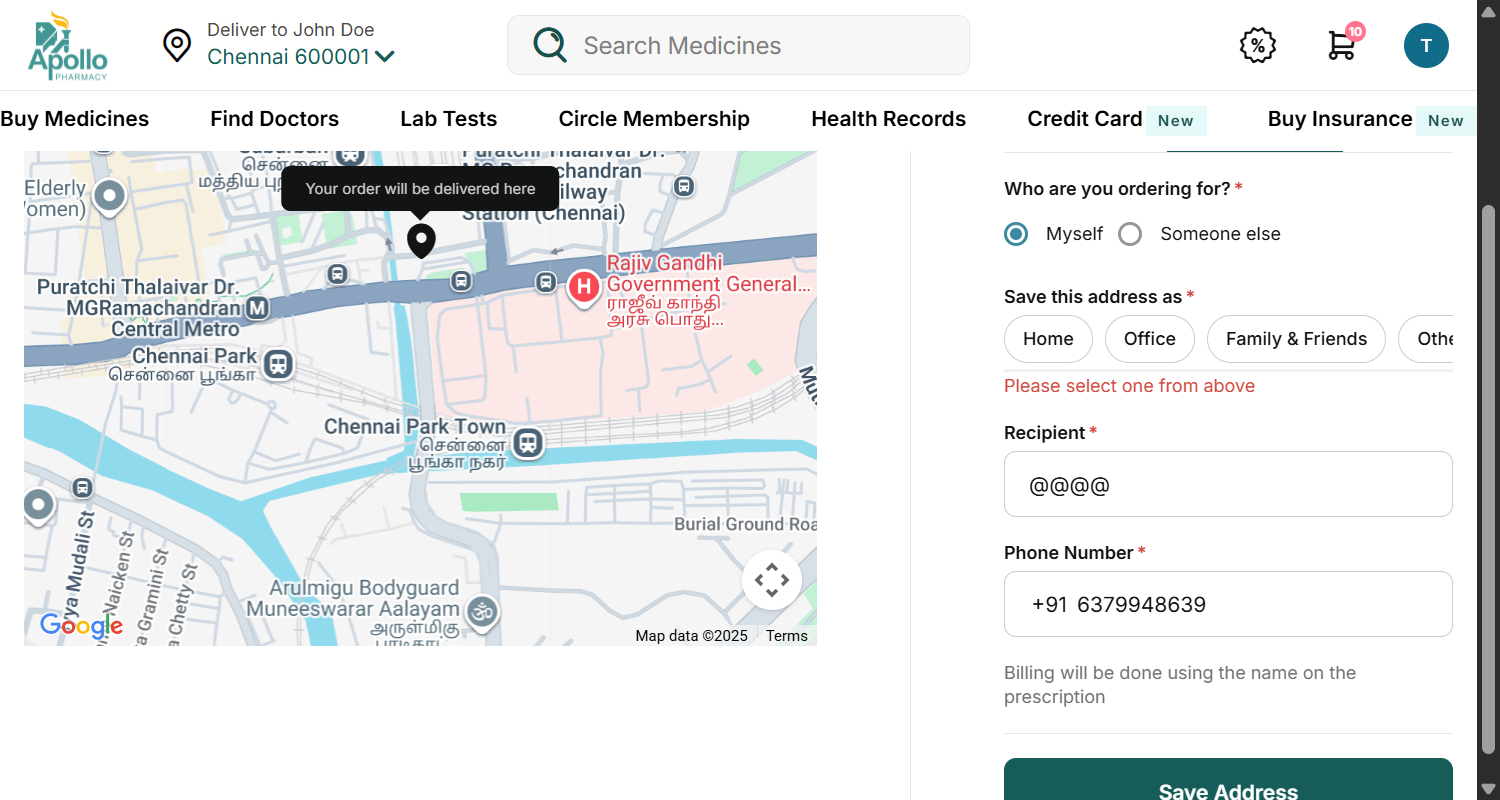 Apollo
PHARMACY
Deliver to John Doe
Chennai 600001
Search Medicines
%
10
T
Buy Medicines
Find Doctors
Lab Tests
Circle Membership
Health Records
Credit Card New
Buy Insurance New
Suburban
சென்னை
Your order will be delivered here
Puratchi Thalaivar Dr.
MG Ramachandran
Station (Chennai)
Elderly
Puratchi Thalaivar Dr.
MGRamachandran
Central Metro
M
H
Rajiv Gandhi
Government General...
ராஜீவ் காந்தி
அரசு பொது...
Chennai Park
சென்னை பூங்கா
Chennai Park Town
சென்னை
பூங்கா நகர்
Burial Ground Roa
Arulmigu Bodyguard
Muneeswarar Aalayam
அருள்மிகு
Naicken St
Gramini St
Chetty St
Google
Map data ©2025
Terms
Who are you ordering for? *
Myself
Someone else
Save this address as *
Home
Office
Family & Friends
Othe
Please select one from above
Recipient *
@@@@
Phone Number *
+91 6379948639
Billing will be done using the name on the
prescription
Save Address